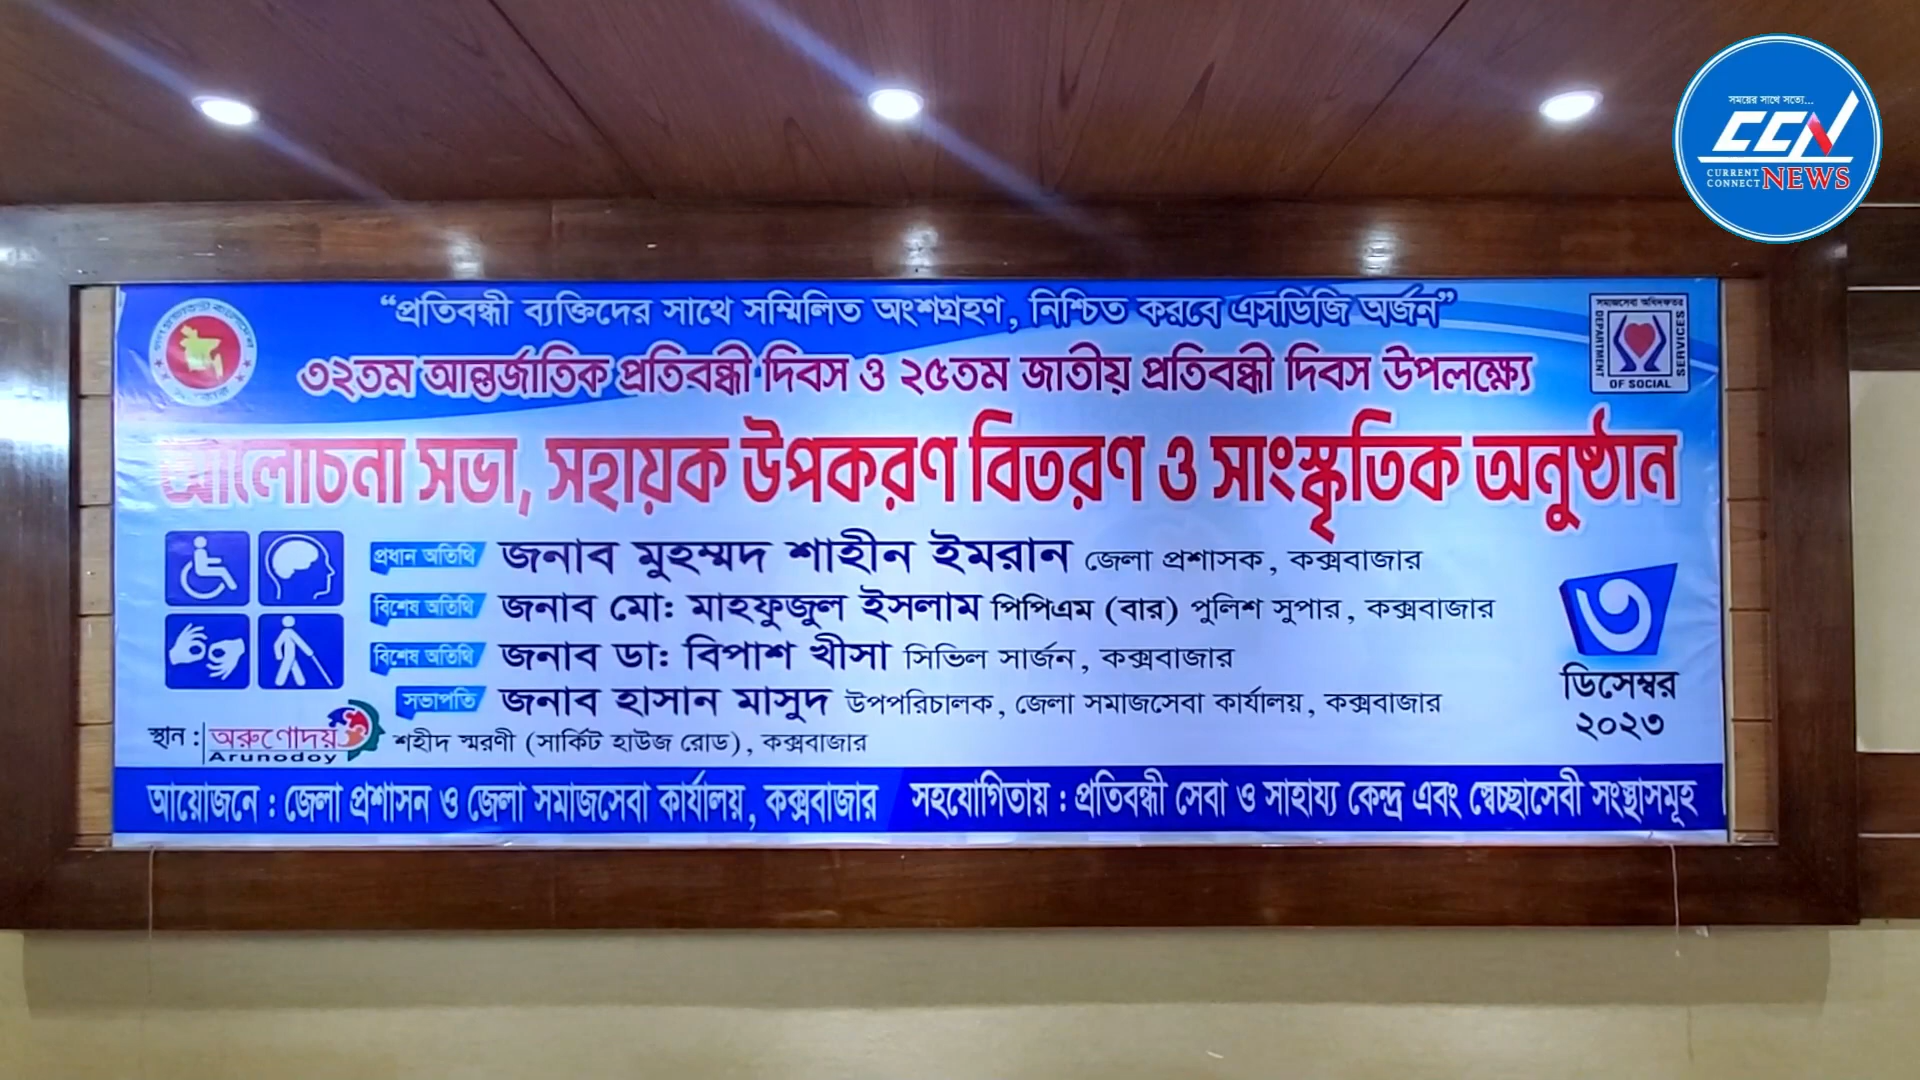 সময়ের সাথে সত্যে...
CCN
CURRENT CONNECT NEWS
“প্রতিবন্ধী ব্যক্তিদের সাথে সম্মিলিত অংশগ্রহণ, নিশ্চিত করবে এসডিজি অর্জন”
সমাজসেবা অধিদফতর
DEPARTMENT OF SOCIAL SERVICES
৩২তম আন্তর্জাতিক প্রতিবন্ধী দিবস ও ২৫তম জাতীয় প্রতিবন্ধী দিবস উপলক্ষ্যে
আলোচনা সভা, সহায়ক উপকরণ বিতরণ ও সাংস্কৃতিক অনুষ্ঠান
প্রধান অতিথি জনাব মুহম্মদ শাহীন ইমরান জেলা প্রশাসক, কক্সবাজার
বিশেষ অতিথি জনাব মো: মাহফুজুল ইসলাম পিপিএম (বার) পুলিশ সুপার, কক্সবাজার
বিশেষ অতিথি জনাব ডা: বিপাশ খীসা সিভিল সার্জন, কক্সবাজার
সভাপতি জনাব হাসান মাসুদ উপপরিচালক, জেলা সমাজসেবা কার্যালয়, কক্সবাজার
৩
ডিসেম্বর
২০২৩
স্থান : অরুণোদয় Arunodoy শহীদ স্মরণী (সার্কিট হাউজ রোড), কক্সবাজার
আয়োজনে : জেলা প্রশাসন ও জেলা সমাজসেবা কার্যালয়, কক্সবাজার সহযোগিতায় : প্রতিবন্ধী সেবা ও সাহায্য কেন্দ্র এবং স্বেচ্ছাসেবী সংস্থাসমূহ